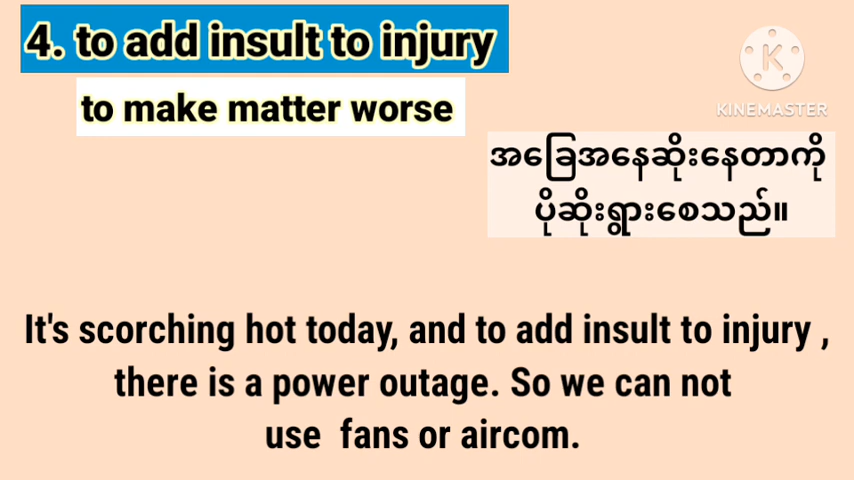 4. to add insult to injury
to make matter worse
K
KINEMASTER
အခြေအနေဆိုးနေတာကို
ပိုဆိုးရွားစေသည်။
It's scorching hot today, and to add insult to injury ,
there is a power outage. So we can not
use fans or aircom.